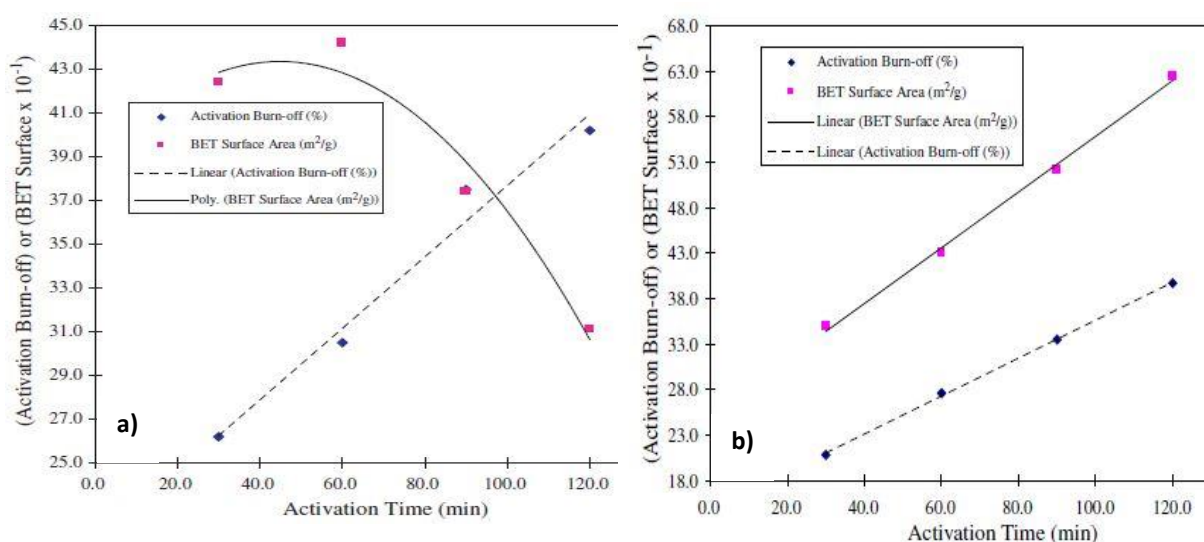 (Activation Burn-off) or (BET Surface x 10⁻¹)
45.0
43.0
41.0
39.0
37.0
35.0
33.0
31.0
29.0
27.0
25.0
Activation Burn-off (%)
BET Surface Area (m²/g)
Linear (Activation Burn-off (%))
Poly. (BET Surface Area (m²/g))
a)
0.0 20.0 40.0 60.0 80.0 100.0 120.0
Activation Time (min)
(Activation Burn-off) or (BET Surface x 10⁻¹)
68.0
63.0
58.0
53.0
48.0
43.0
38.0
33.0
28.0
23.0
18.0
Activation Burn-off (%)
BET Surface Area (m²/g)
Linear (BET Surface Area (m²/g))
Linear (Activation Burn-off (%))
b)
0.0 20.0 40.0 60.0 80.0 100.0 120.0
Activation Time (min)